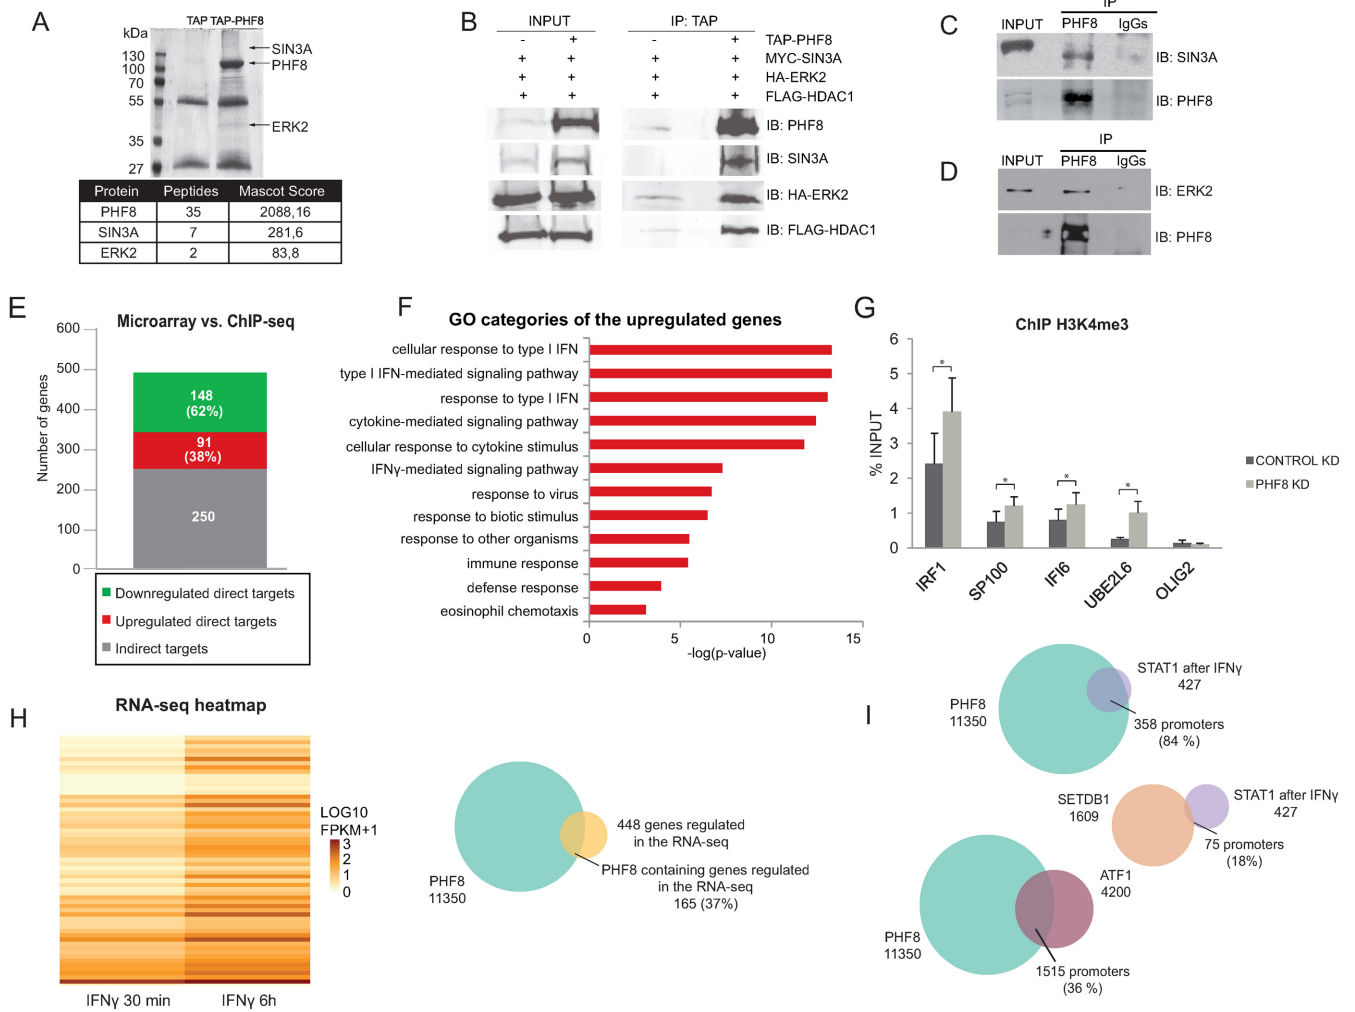 A
TAP TAP-PHF8
kDa
130
100
70
55
35
27
SIN3A
PHF8
ERK2
Protein Peptides Mascot Score
PHF8 35 2088,16
SIN3A 7 281,6
ERK2 2 83,8
B
INPUT IP: TAP
- + - + TAP-PHF8
+ + + + MYC-SIN3A
+ + + + HA-ERK2
+ + + + FLAG-HDAC1
IB: PHF8
IB: SIN3A
IB: HA-ERK2
IB: FLAG-HDAC1
C
IP
INPUT PHF8 IgGs
IB: SIN3A
IB: PHF8
D
IP
INPUT PHF8 IgGs
IB: ERK2
IB: PHF8
E
Microarray vs. ChIP-seq
Number of genes
600
500
400
300
200
100
0
148
(62%)
91
(38%)
250
Downregulated direct targets
Upregulated direct targets
Indirect targets
F
GO categories of the upregulated genes
cellular response to type I IFN
type I IFN-mediated signaling pathway
response to type I IFN
cytokine-mediated signaling pathway
cellular response to cytokine stimulus
IFNγ-mediated signaling pathway
response to virus
response to biotic stimulus
response to other organisms
immune response
defense response
eosinophil chemotaxis
0 5 10 15
-log(p-value)
G
ChIP H3K4me3
% INPUT
6
5
4
3
2
1
0
* * * *
IRF1 SP100 IFI6 UBE2L6 OLIG2
CONTROL KD
PHF8 KD
H
RNA-seq heatmap
LOG10
FPKM+1
3
2
1
0
IFNγ 30 min IFNγ 6h
PHF8
11350
448 genes regulated
in the RNA-seq
PHF8 containing genes regulated
in the RNA-seq
165 (37%)
I
PHF8
11350
STAT1 after IFNγ
427
358 promoters
(84 %)
SETDB1
1609
STAT1 after IFNγ
427
75 promoters
(18%)
ATF1
4200
PHF8
11350
1515 promoters
(36 %)